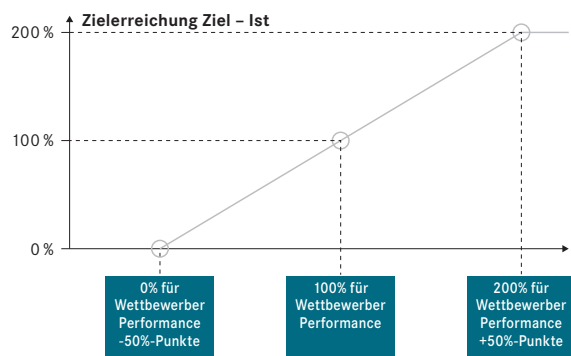 Zielerreichung Ziel – Ist
200 %
100 %
0 %
0% für
Wettbewerber
Performance
-50%-Punkte
100% für
Wettbewerber
Performance
200% für
Wettbewerber
Performance
+50%-Punkte